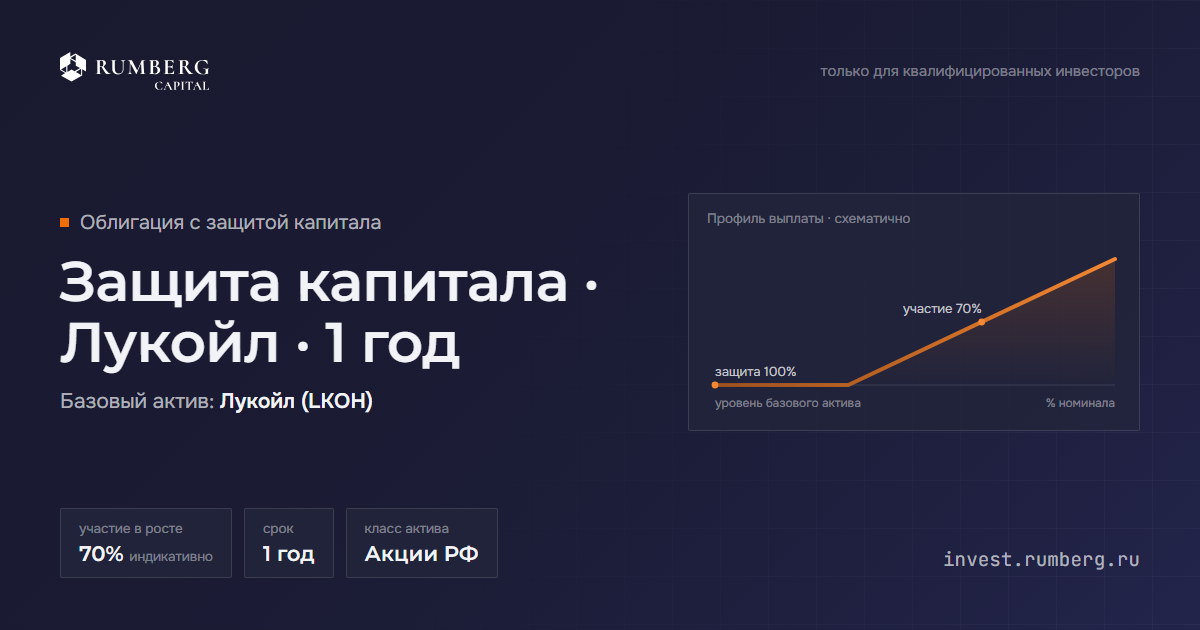 RUMBERG
CAPITAL
только для квалифицированных инвесторов
Облигация с защитой капитала
Защита капитала ·
Лукойл · 1 год
Базовый актив: Лукойл (LKOH)
Профиль выплаты · схематично
участие 70%
защита 100%
уровень базового актива
% номинала
участие в росте
70% индикативно
срок
1 год
класс актива
Акции РФ
invest.rumberg.ru